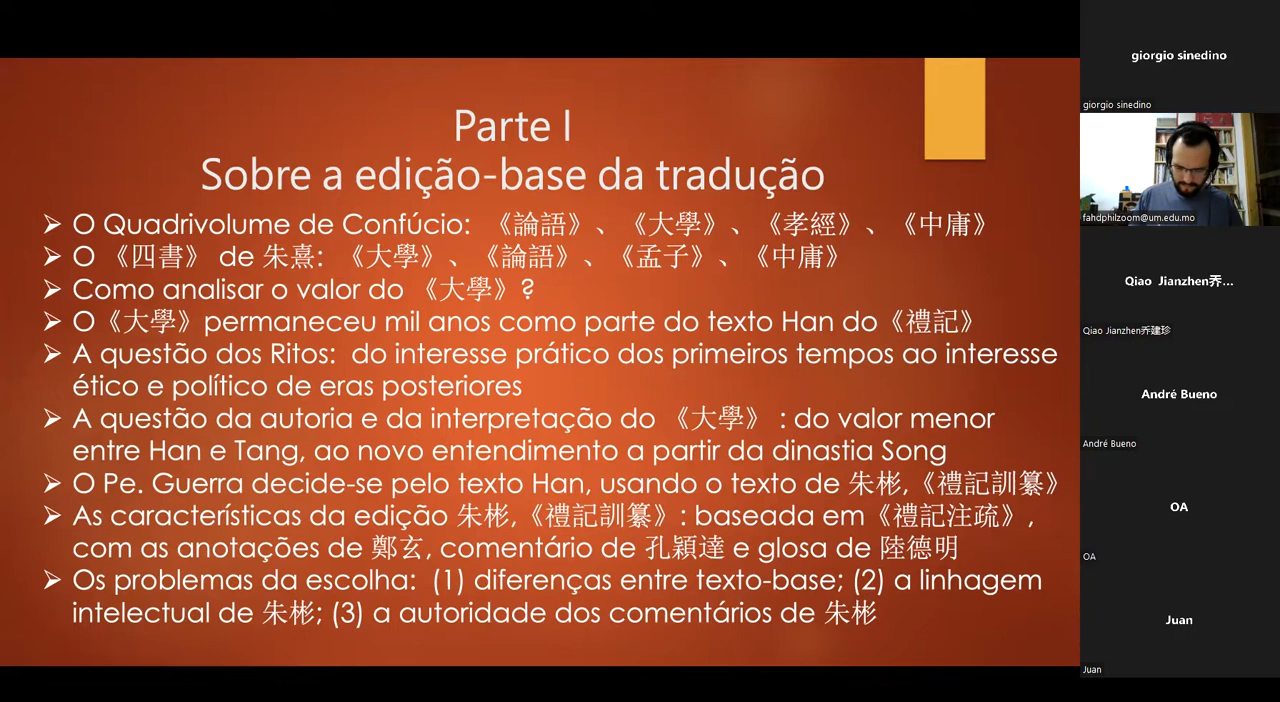 Parte I
Sobre a edição-base da tradução
O Quadrivolume de Confúcio: 《論語》、《大學》、《孝經》、《中庸》
O 《四書》 de 朱熹: 《大學》、《論語》、《孟子》、《中庸》
Como analisar o valor do 《大學》?
O《大學》permaneceu mil anos como parte do texto Han do《禮記》
A questão dos Ritos: do interesse prático dos primeiros tempos ao interesse
ético e político de eras posteriores
A questão da autoria e da interpretação do 《大學》 : do valor menor
entre Han e Tang, ao novo entendimento a partir da dinastia Song
O Pe. Guerra decide-se pelo texto Han, usando o texto de 朱彬,《禮記訓纂》
As características da edição 朱彬,《禮記訓纂》: baseada em《禮記注疏》,
com as anotações de 鄭玄, comentário de 孔穎達 e glosa de 陸德明
Os problemas da escolha: (1) diferenças entre texto-base; (2) a linhagem
intelectual de 朱彬; (3) a autoridade dos comentários de 朱彬
giorgio sinedino
giorgio sinedino
fahdphilzoom@um.edu.mo
Qiao Jianzhen乔...
Qiao Jianzhen乔建珍
André Bueno
André Bueno
OA
OA
Juan
Juan